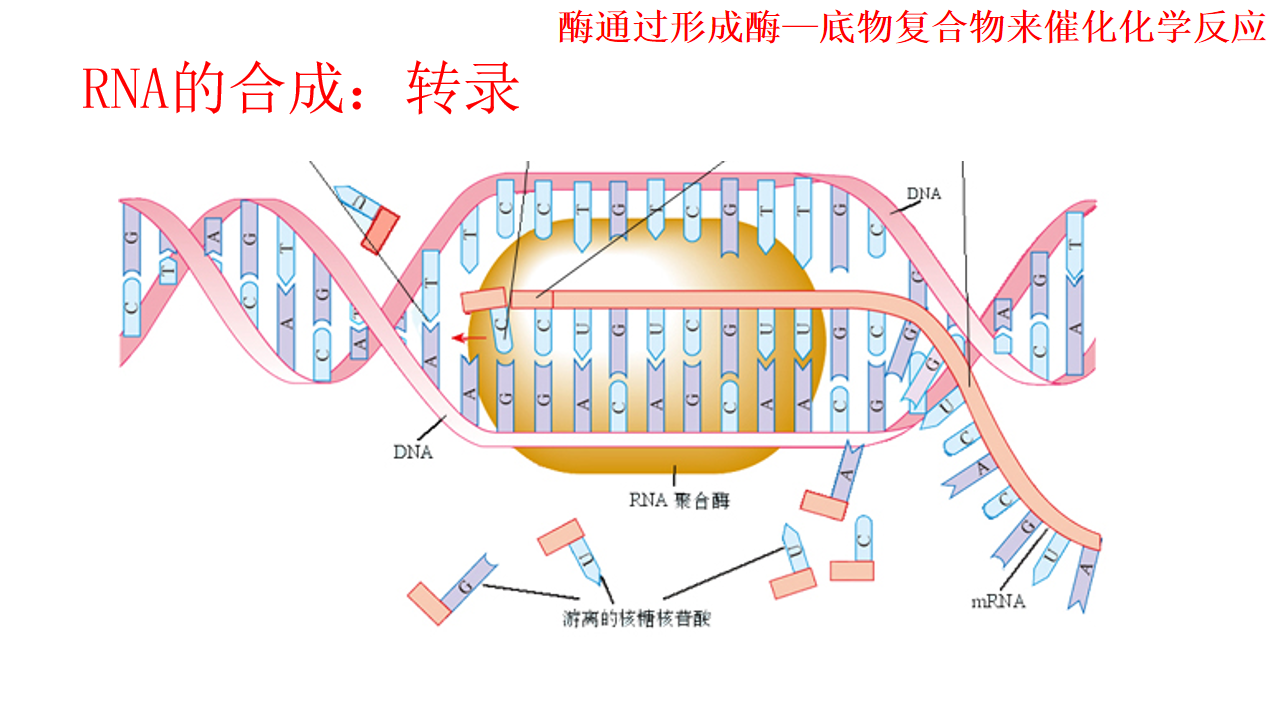 酶通过形成酶—底物复合物来催化化学反应
RNA的合成：转录
U
DNA
G T A G T G A T T C C T G T C G T T G C G A G T
C C A C A A
C C U G U C G U U G C G G
A G G A C A G C A A C G
U C A C G U A
DNA
RNA 聚合酶
A
G U U C
游离的核糖核苷酸
mRNA